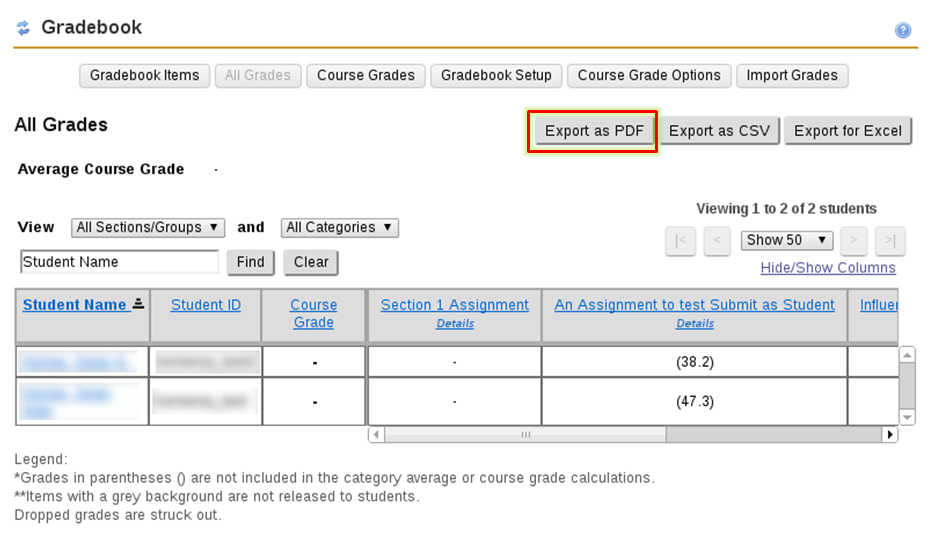 Gradebook
Gradebook Items All Grades Course Grades Gradebook Setup Course Grade Options Import Grades
All Grades
Export as PDF Export as CSV Export for Excel
Average Course Grade -
Viewing 1 to 2 of 2 students
View All Sections/Groups ▼ and All Categories ▼
|< < Show 50 ▼ > >|
Student Name Find Clear
Hide/Show Columns
Student Name Student ID Course Grade Section 1 Assignment An Assignment to test Submit as Student Influer
Details Details
- - (38.2)
- - (47.3)
Legend:
*Grades in parentheses () are not included in the category average or course grade calculations.
**Items with a grey background are not released to students.
Dropped grades are struck out.